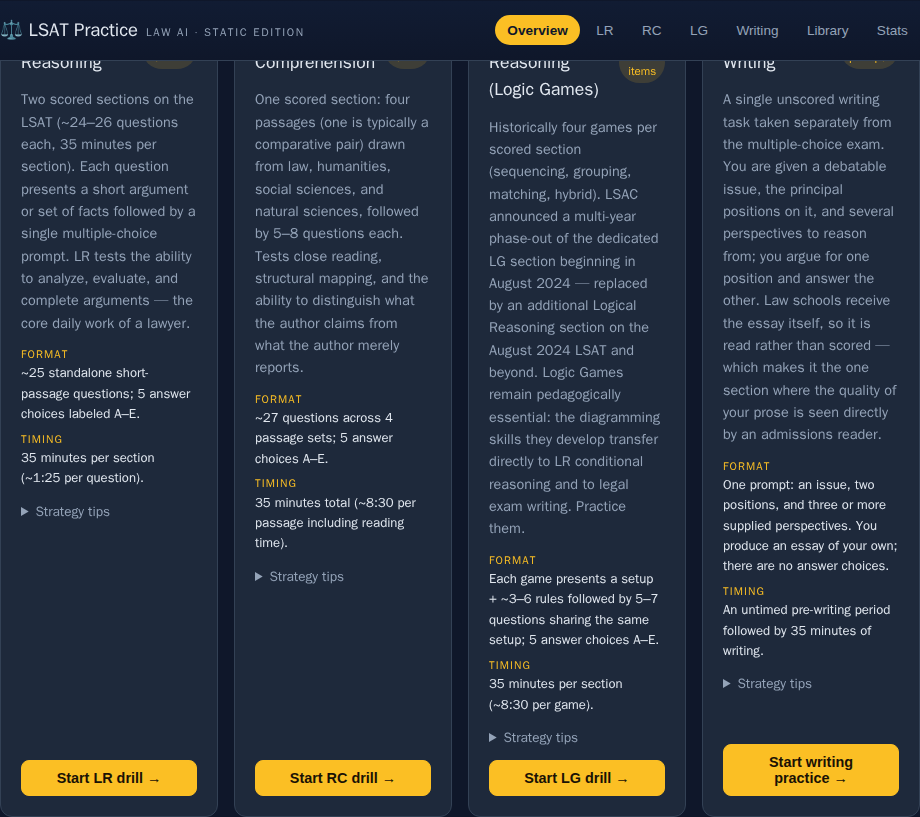 ⚖️ LSAT Practice LAW AI · STATIC EDITION
Overview LR RC LG Writing Library Stats
Reasoning
Two scored sections on the
LSAT (~24–26 questions
each, 35 minutes per
section). Each question
presents a short argument
or set of facts followed by a
single multiple-choice
prompt. LR tests the ability
to analyze, evaluate, and
complete arguments — the
core daily work of a lawyer.
FORMAT
~25 standalone short-
passage questions; 5 answer
choices labeled A–E.
TIMING
35 minutes per section
(~1:25 per question).
▶ Strategy tips
Start LR drill →
Comprehension
One scored section: four
passages (one is typically a
comparative pair) drawn
from law, humanities,
social sciences, and
natural sciences, followed
by 5–8 questions each.
Tests close reading,
structural mapping, and the
ability to distinguish what
the author claims from
what the author merely
reports.
FORMAT
~27 questions across 4
passage sets; 5 answer
choices A–E.
TIMING
35 minutes total (~8:30 per
passage including reading
time).
▶ Strategy tips
Start RC drill →
Reasoning
(Logic Games)
items
Historically four games per
scored section
(sequencing, grouping,
matching, hybrid). LSAC
announced a multi-year
phase-out of the dedicated
LG section beginning in
August 2024 — replaced
by an additional Logical
Reasoning section on the
August 2024 LSAT and
beyond. Logic Games
remain pedagogically
essential: the diagramming
skills they develop transfer
directly to LR conditional
reasoning and to legal
exam writing. Practice
them.
FORMAT
Each game presents a setup
+ ~3–6 rules followed by 5–7
questions sharing the same
setup; 5 answer choices A–E.
TIMING
35 minutes per section
(~8:30 per game).
▶ Strategy tips
Start LG drill →
Writing
A single unscored writing
task taken separately from
the multiple-choice exam.
You are given a debatable
issue, the principal
positions on it, and several
perspectives to reason
from; you argue for one
position and answer the
other. Law schools receive
the essay itself, so it is
read rather than scored —
which makes it the one
section where the quality of
your prose is seen directly
by an admissions reader.
FORMAT
One prompt: an issue, two
positions, and three or more
supplied perspectives. You
produce an essay of your own;
there are no answer choices.
TIMING
An untimed pre-writing period
followed by 35 minutes of
writing.
▶ Strategy tips
Start writing
practice →